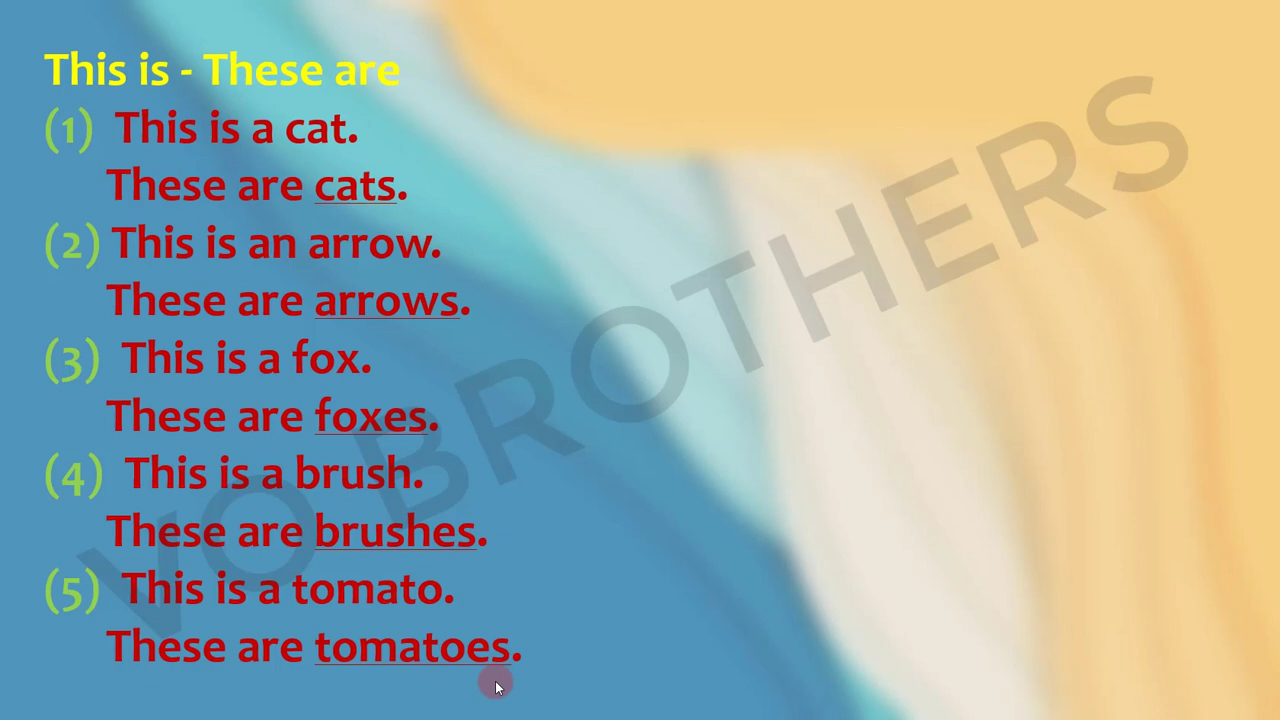 This is - These are
(1) This is a cat.
These are cats.
(2) This is an arrow.
These are arrows.
(3) This is a fox.
These are foxes.
(4) This is a brush.
These are brushes.
(5) This is a tomato.
These are tomatoes.
VO BROTHERS